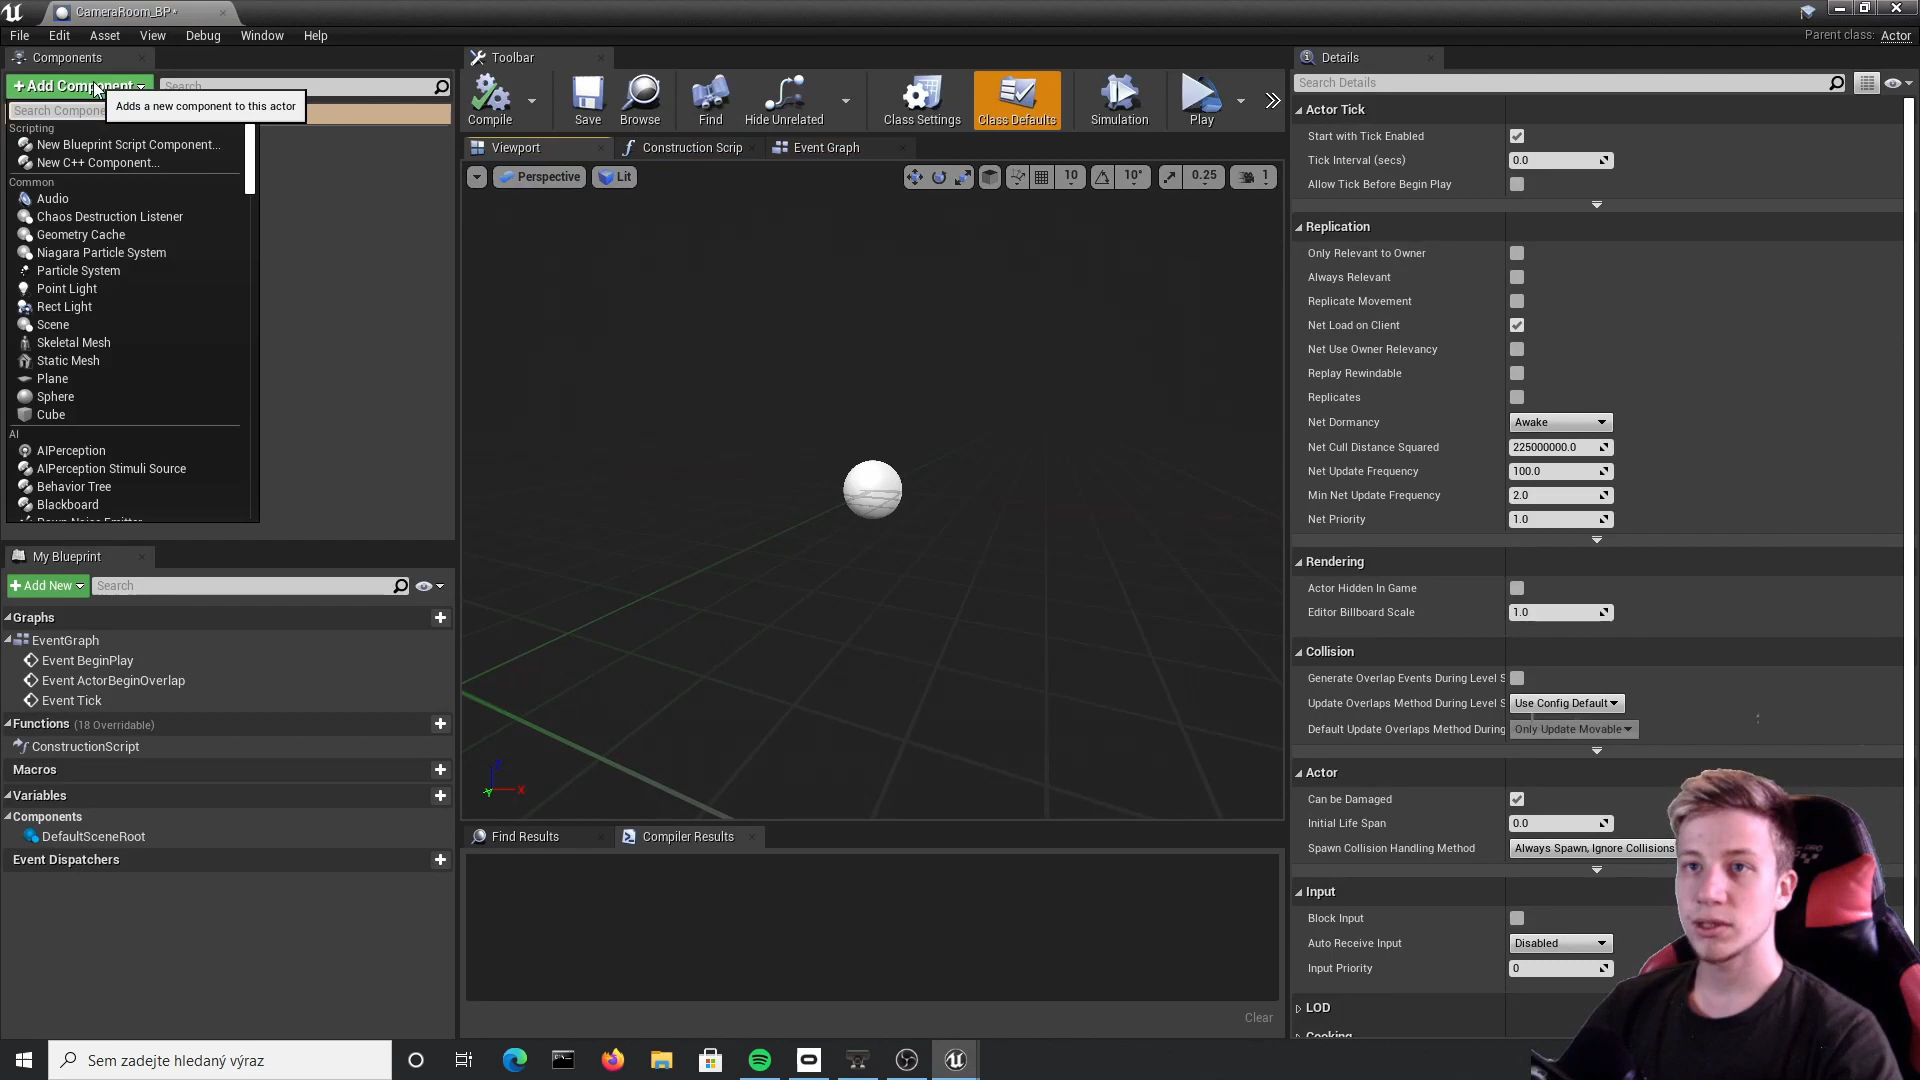 CameraRoom_BP*
File Edit Asset View Debug Window Help
Parent class: Actor
Components
+Add Component
Search
Search Compone
Adds a new component to this actor
Scripting
New Blueprint Script Component...
New C++ Component...
Common
Audio
Chaos Destruction Listener
Geometry Cache
Niagara Particle System
Particle System
Point Light
Rect Light
Scene
Skeletal Mesh
Static Mesh
Plane
Sphere
Cube
AI
AIPerception
AIPerception Stimuli Source
Behavior Tree
Blackboard
My Blueprint
+Add New
Search
Graphs
EventGraph
Event BeginPlay
Event ActorBeginOverlap
Event Tick
Functions (18 Overridable)
ConstructionScript
Macros
Variables
Components
DefaultSceneRoot
Event Dispatchers
Toolbar
Compile
Save
Browse
Find
Hide Unrelated
Class Settings
Class Defaults
Simulation
Play
Viewport
Construction Scrip
Event Graph
Perspective
Lit
10
10°
0.25
1
Z
X
Y
Find Results
Compiler Results
Clear
Details
Search Details
Actor Tick
Start with Tick Enabled
Tick Interval (secs) 0.0
Allow Tick Before Begin Play
Replication
Only Relevant to Owner
Always Relevant
Replicate Movement
Net Load on Client
Net Use Owner Relevancy
Replay Rewindable
Replicates
Net Dormancy Awake
Net Cull Distance Squared 225000000.0
Net Update Frequency 100.0
Min Net Update Frequency 2.0
Net Priority 1.0
Rendering
Actor Hidden In Game
Editor Billboard Scale 1.0
Collision
Generate Overlap Events During Level S
Update Overlaps Method During Level S Use Config Default
Default Update Overlaps Method During Only Update Movable
Actor
Can be Damaged
Initial Life Span 0.0
Spawn Collision Handling Method Always Spawn, Ignore Collisions
Input
Block Input
Auto Receive Input Disabled
Input Priority 0
LOD
Sem zadejte hledaný výraz